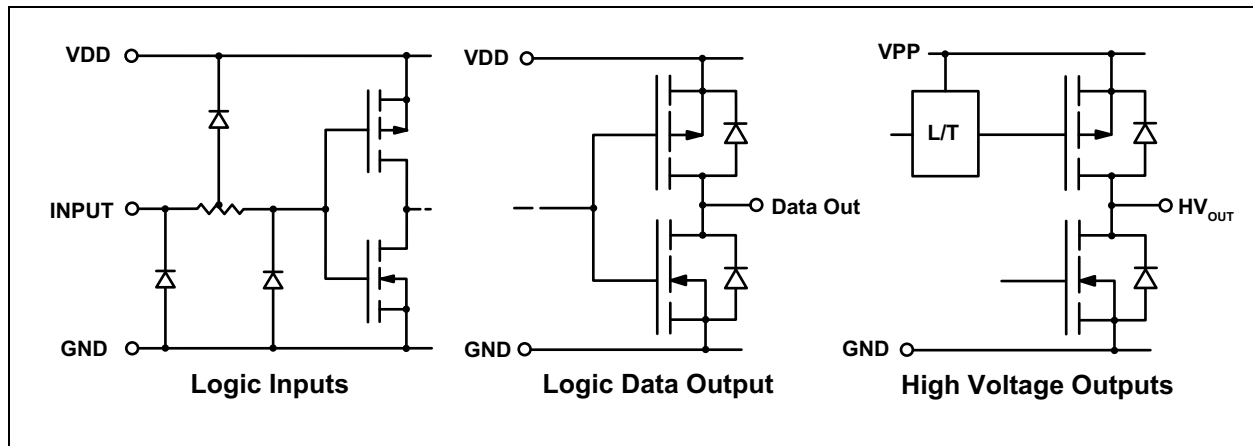 VDD
INPUT
GND
Logic Inputs
VDD
Data Out
GND
Logic Data Output
VPP
L/T
HVOUT
GND
High Voltage Outputs